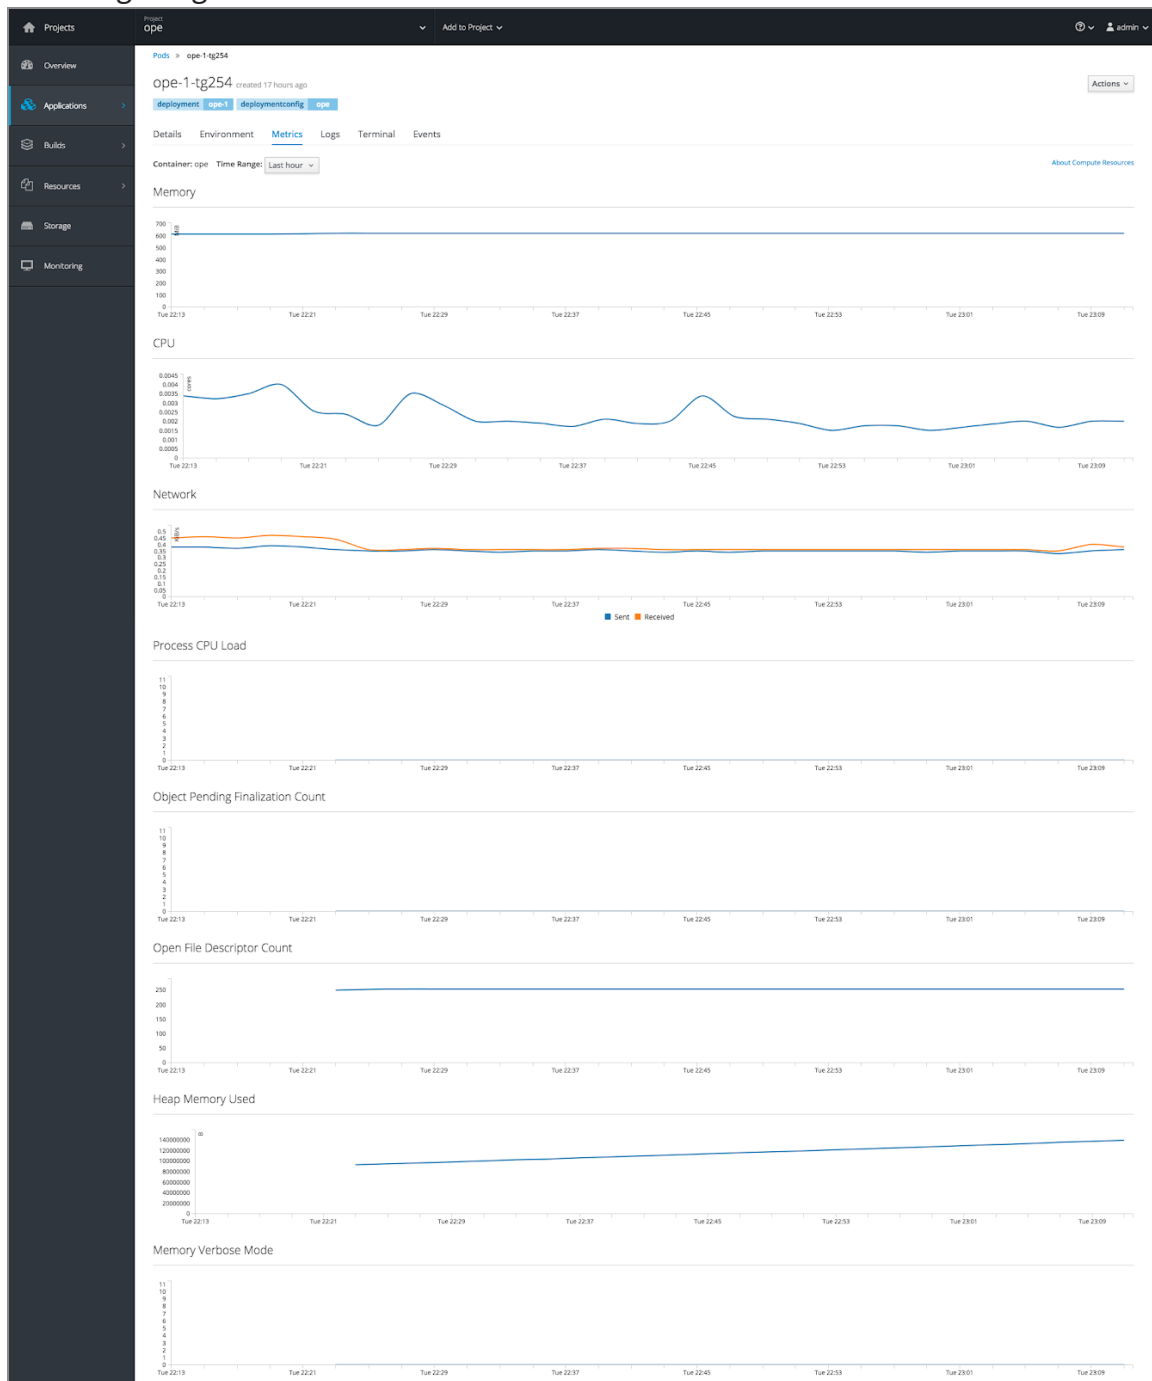 Projects
Project
ope
Add to Project
admin
Overview
Applications
Builds
Resources
Storage
Monitoring
Pods » ope-1-tg254
ope-1-tg254 created 17 hours ago
Actions
deployment ope-1 deploymentconfig ope
Details Environment Metrics Logs Terminal Events
Container: ope Time Range: Last hour
About Compute Resources
Memory
MiB
700
600
500
400
300
200
100
0
Tue 22:13 Tue 22:21 Tue 22:29 Tue 22:37 Tue 22:45 Tue 22:53 Tue 23:01 Tue 23:09
CPU
cores
0.0045
0.004
0.0035
0.003
0.0025
0.002
0.0015
0.001
0.0005
0
Tue 22:13 Tue 22:21 Tue 22:29 Tue 22:37 Tue 22:45 Tue 22:53 Tue 23:01 Tue 23:09
Network
KiB/s
0.5
0.45
0.4
0.35
0.3
0.25
0.2
0.15
0.1
0.05
0
Tue 22:13 Tue 22:21 Tue 22:29 Tue 22:37 Tue 22:45 Tue 22:53 Tue 23:01 Tue 23:09
Sent Received
Process CPU Load
11
10
9
8
7
6
5
4
3
2
1
0
Tue 22:13 Tue 22:21 Tue 22:29 Tue 22:37 Tue 22:45 Tue 22:53 Tue 23:01 Tue 23:09
Object Pending Finalization Count
11
10
9
8
7
6
5
4
3
2
1
0
Tue 22:13 Tue 22:21 Tue 22:29 Tue 22:37 Tue 22:45 Tue 22:53 Tue 23:01 Tue 23:09
Open File Descriptor Count
250
200
150
100
50
0
Tue 22:13 Tue 22:21 Tue 22:29 Tue 22:37 Tue 22:45 Tue 22:53 Tue 23:01 Tue 23:09
Heap Memory Used
B
140000000
120000000
100000000
80000000
60000000
40000000
20000000
0
Tue 22:13 Tue 22:21 Tue 22:29 Tue 22:37 Tue 22:45 Tue 22:53 Tue 23:01 Tue 23:09
Memory Verbose Mode
11
10
9
8
7
6
5
4
3
2
1
0
Tue 22:13 Tue 22:21 Tue 22:29 Tue 22:37 Tue 22:45 Tue 22:53 Tue 23:01 Tue 23:09